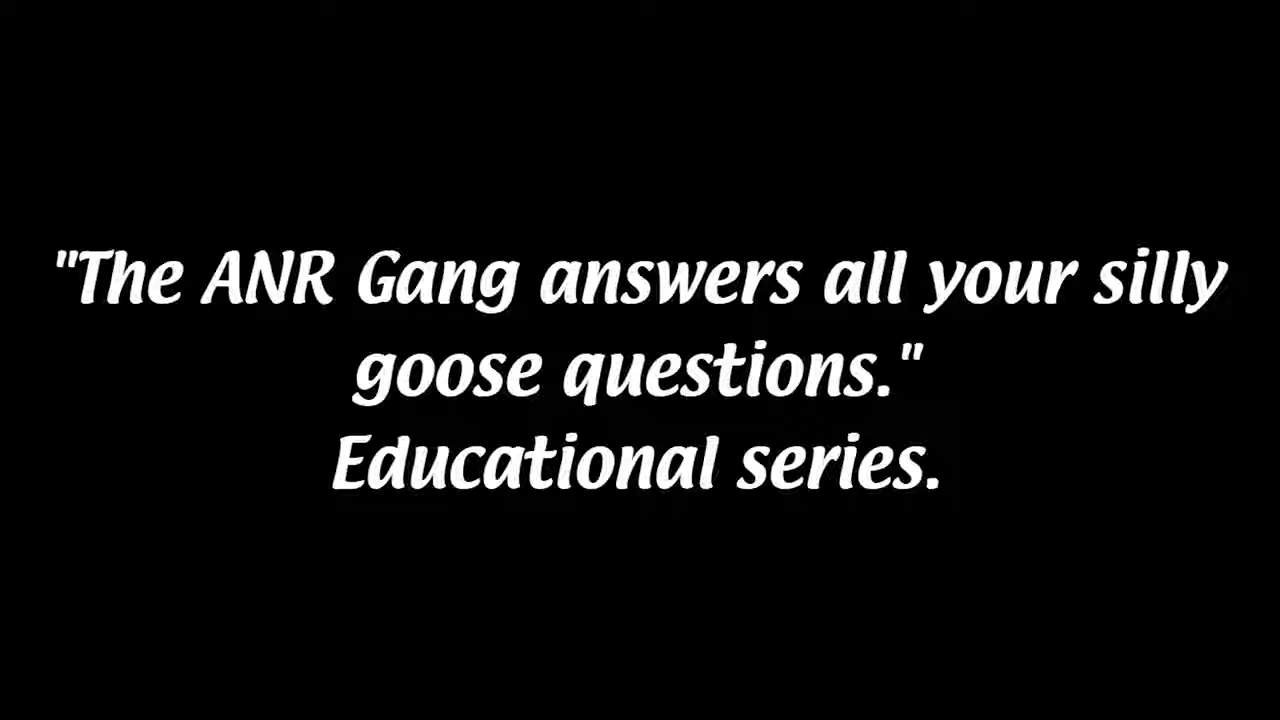 "The ANR Gang answers all your silly
goose questions."
Educational series.